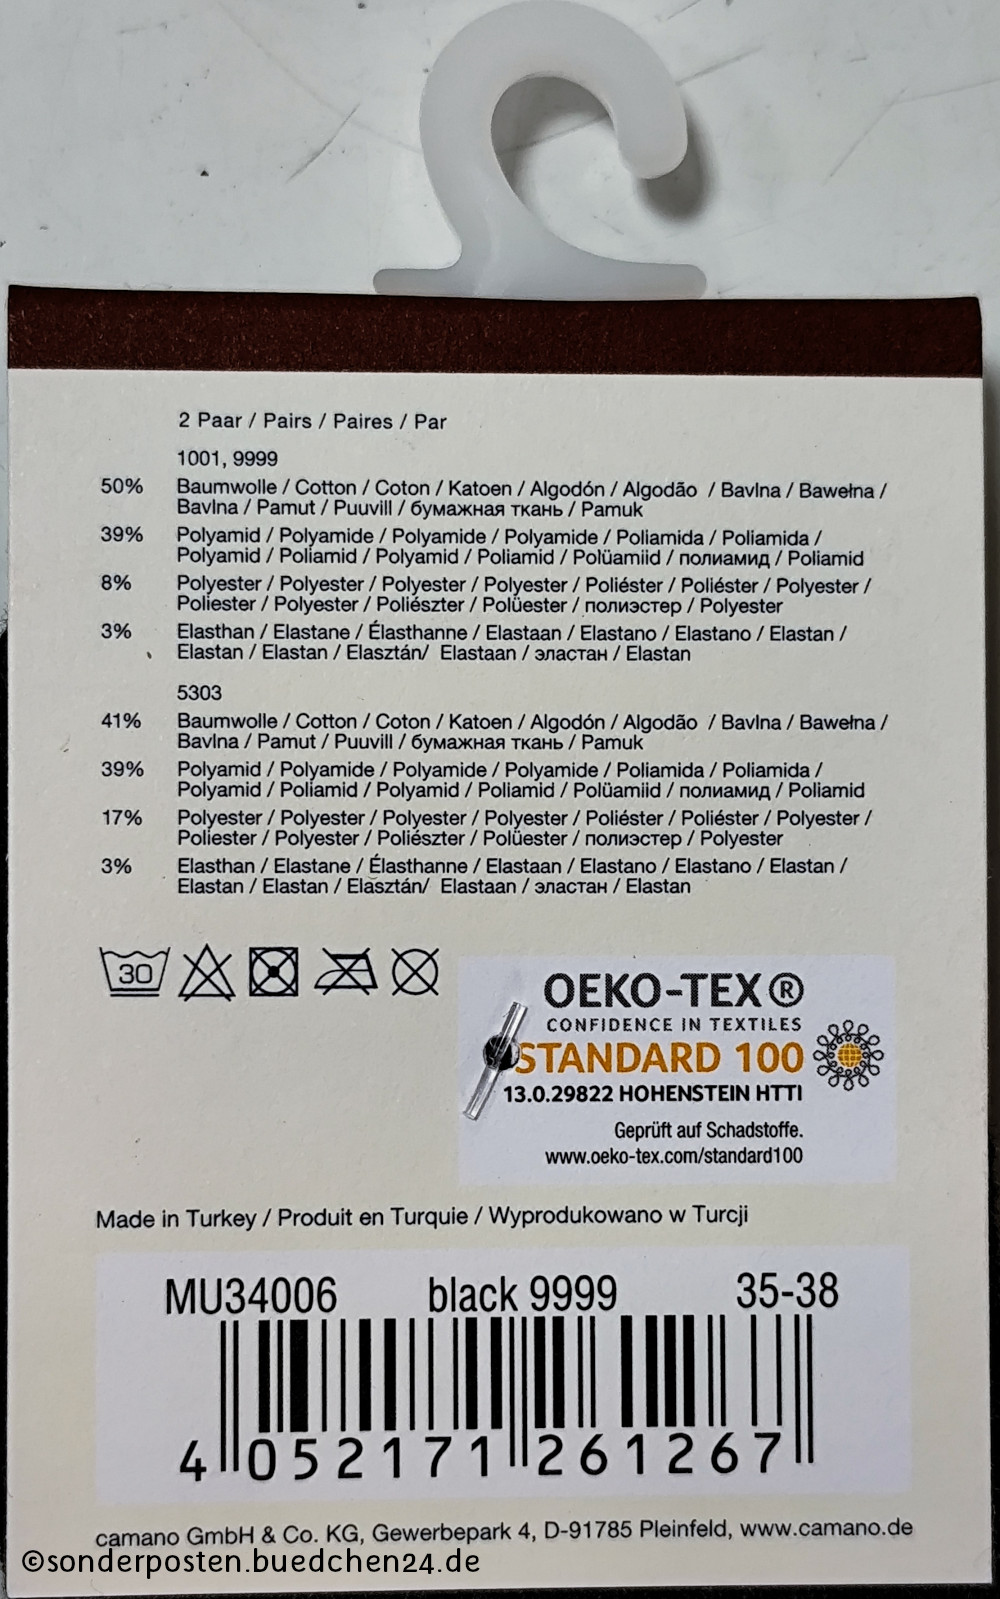 2 Paar / Pairs / Paires / Par
1001, 9999
50% Baumwolle / Cotton / Coton / Katoen / Algodón / Algodão / Bavlna / Bawełna /
Bavlna / Pamut / Puuvill / бумажная ткань / Pamuk
39% Polyamid / Polyamide / Polyamide / Polyamide / Poliamida / Poliamida /
Polyamid / Poliamid / Polyamid / Poliamid / Polüamiid / полиамид / Poliamid
8% Polyester / Polyester / Polyester / Polyester / Poliéster / Poliéster / Polyester /
Poliester / Polyester / Poliészter / Polüester / полиэстер / Polyester
3% Elasthan / Elastane / Élasthanne / Elastaan / Elastano / Elastano / Elastan /
Elastan / Elastan / Elasztán/ Elastaan / эластан / Elastan
5303
41% Baumwolle / Cotton / Coton / Katoen / Algodón / Algodão / Bavlna / Bawełna /
Bavlna / Pamut / Puuvill / бумажная ткань / Pamuk
39% Polyamid / Polyamide / Polyamide / Polyamide / Poliamida / Poliamida /
Polyamid / Poliamid / Polyamid / Poliamid / Polüamiid / полиамид / Poliamid
17% Polyester / Polyester / Polyester / Polyester / Poliéster / Poliéster / Polyester /
Poliester / Polyester / Poliészter / Polüester / полиэстер / Polyester
3% Elasthan / Elastane / Élasthanne / Elastaan / Elastano / Elastano / Elastan /
Elastan / Elastan / Elasztán/ Elastaan / эластан / Elastan
30
OEKO-TEX®
CONFIDENCE IN TEXTILES
STANDARD 100
13.0.29822 HOHENSTEIN HTTI
Geprüft auf Schadstoffe.
www.oeko-tex.com/standard100
Made in Turkey / Produit en Turquie / Wyprodukowano w Turcji
MU34006 black 9999 35-38
4 052171 261267
camano GmbH & Co. KG, Gewerbepark 4, D-91785 Pleinfeld, www.camano.de
©sonderposten.buedchen24.de